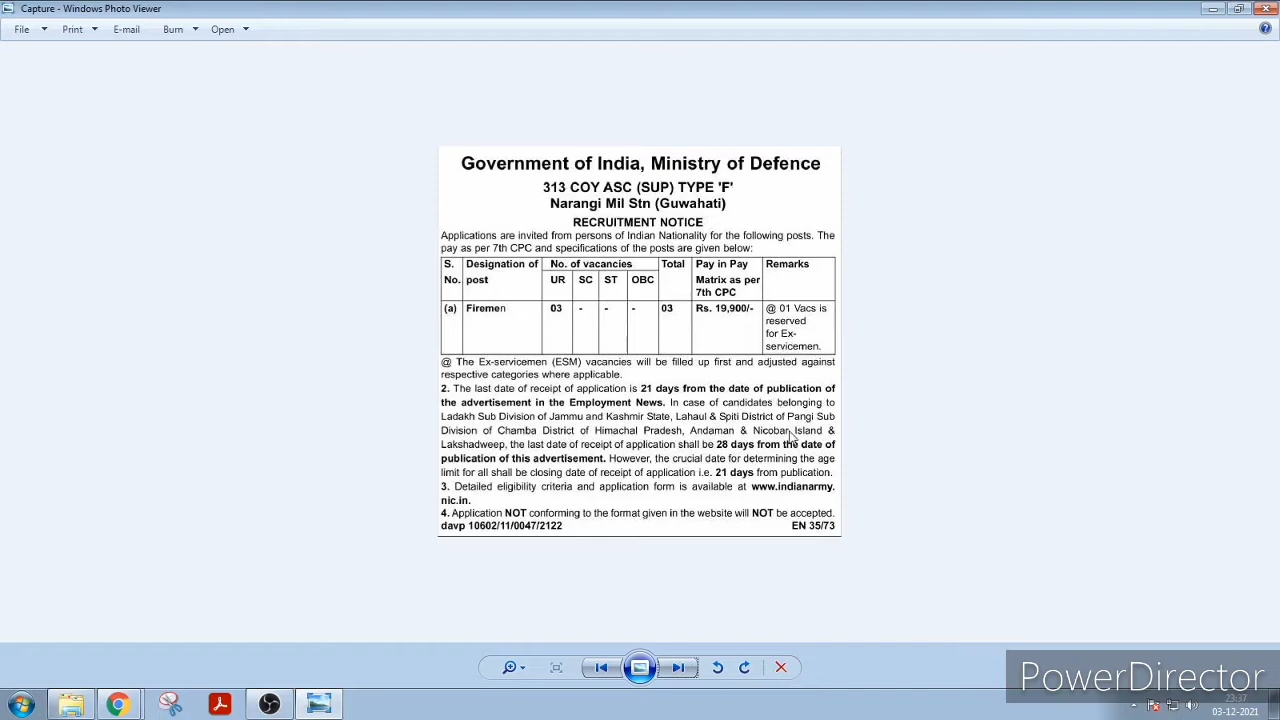 Capture - Windows Photo Viewer
File Print E-mail Burn Open
Government of India, Ministry of Defence
313 COY ASC (SUP) TYPE 'F'
Narangi Mil Stn (Guwahati)
RECRUITMENT NOTICE
Applications are invited from persons of Indian Nationality for the following posts. The
pay as per 7th CPC and specifications of the posts are given below:
S. Designation of No. of vacancies Total Pay in Pay Remarks
No. post UR SC ST OBC Matrix as per
7th CPC
(a) Firemen 03 - - - 03 Rs. 19,900/- @ 01 Vacs is
reserved
for Ex-
servicemen.
@ The Ex-servicemen (ESM) vacancies will be filled up first and adjusted against
respective categories where applicable.
2. The last date of receipt of application is 21 days from the date of publication of
the advertisement in the Employment News. In case of candidates belonging to
Ladakh Sub Division of Jammu and Kashmir State, Lahaul & Spiti District of Pangi Sub
Division of Chamba District of Himachal Pradesh, Andaman & Nicobar Island &
Lakshadweep, the last date of receipt of application shall be 28 days from the date of
publication of this advertisement. However, the crucial date for determining the age
limit for all shall be closing date of receipt of application i.e. 21 days from publication.
3. Detailed eligibility criteria and application form is available at www.indianarmy.
nic.in.
4. Application NOT conforming to the format given in the website will NOT be accepted.
davp 10602/11/0047/2122 EN 35/73
PowerDirector
23:37
03-12-2021